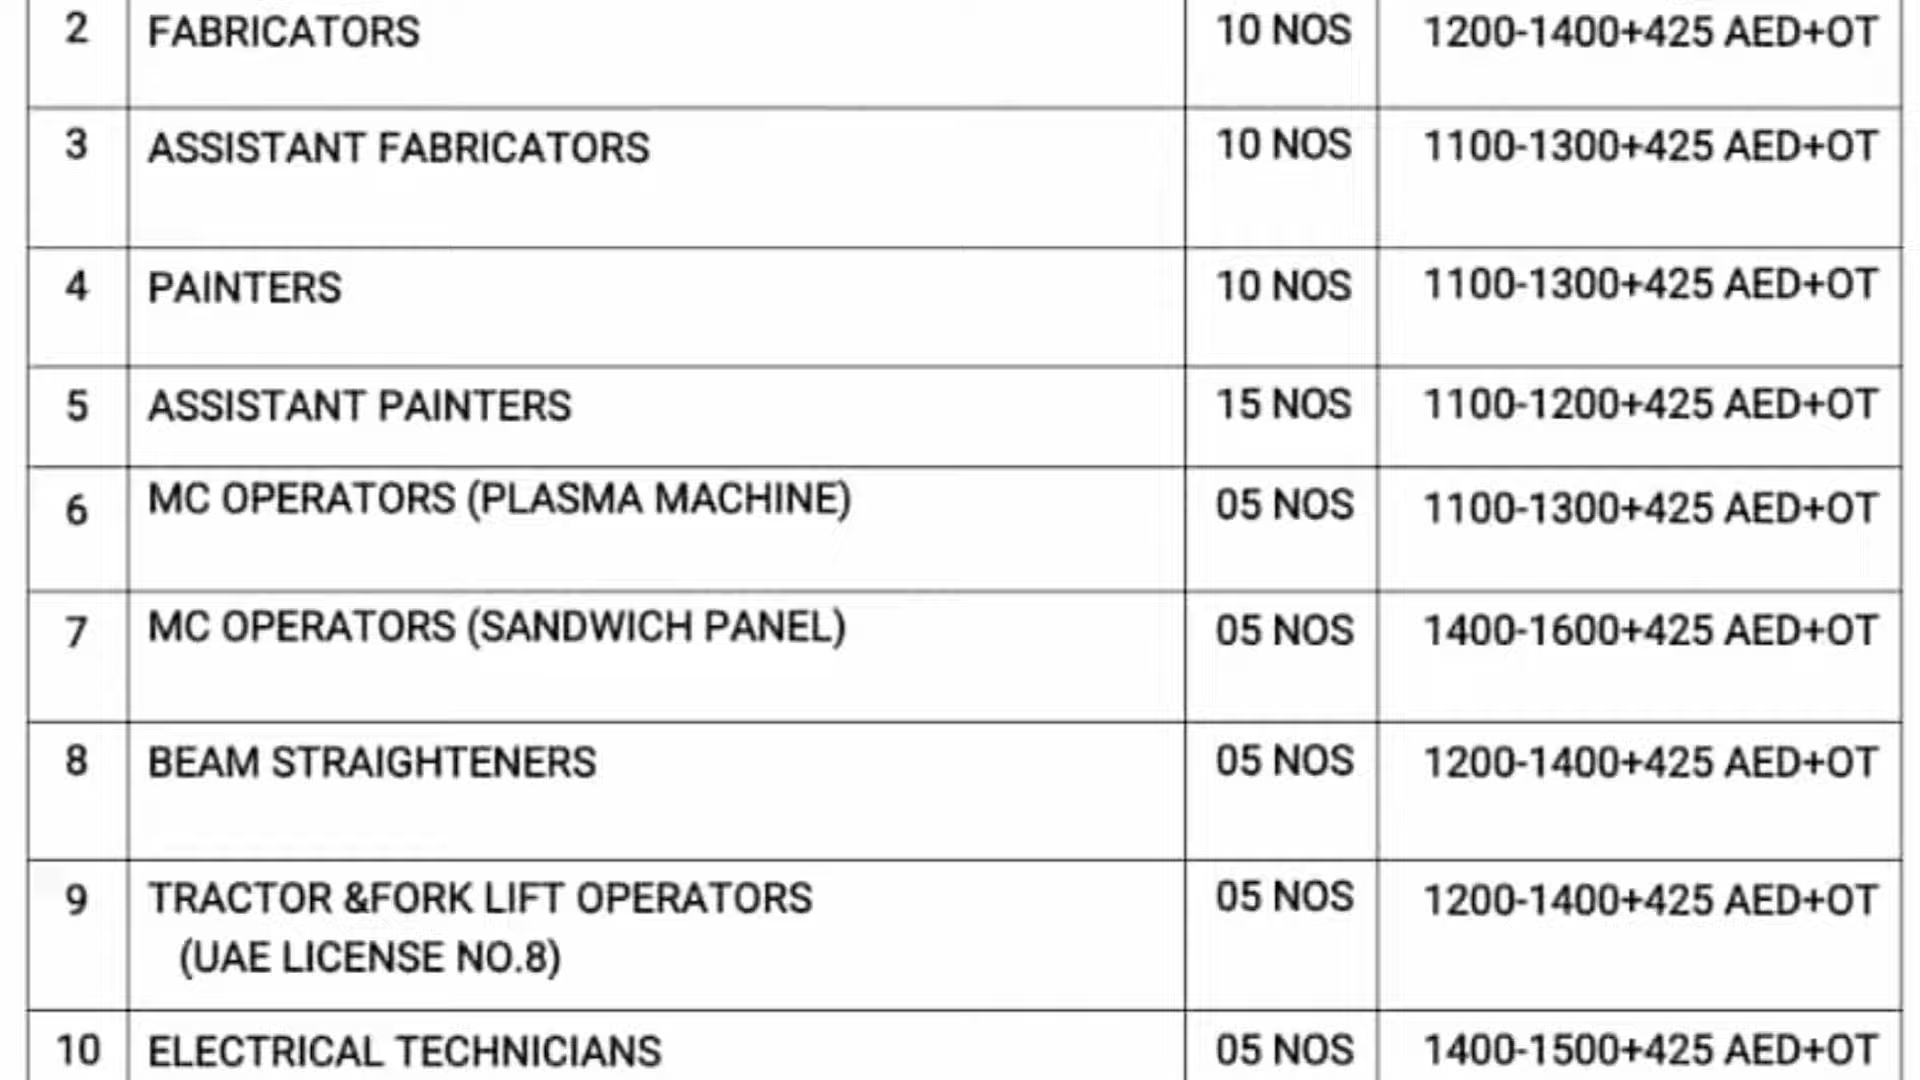 2 FABRICATORS 10 NOS 1200-1400+425 AED+OT
3 ASSISTANT FABRICATORS 10 NOS 1100-1300+425 AED+OT
4 PAINTERS 10 NOS 1100-1300+425 AED+OT
5 ASSISTANT PAINTERS 15 NOS 1100-1200+425 AED+OT
6 MC OPERATORS (PLASMA MACHINE) 05 NOS 1100-1300+425 AED+OT
7 MC OPERATORS (SANDWICH PANEL) 05 NOS 1400-1600+425 AED+OT
8 BEAM STRAIGHTENERS 05 NOS 1200-1400+425 AED+OT
9 TRACTOR &FORK LIFT OPERATORS 05 NOS 1200-1400+425 AED+OT
(UAE LICENSE NO.8)
10 ELECTRICAL TECHNICIANS 05 NOS 1400-1500+425 AED+OT